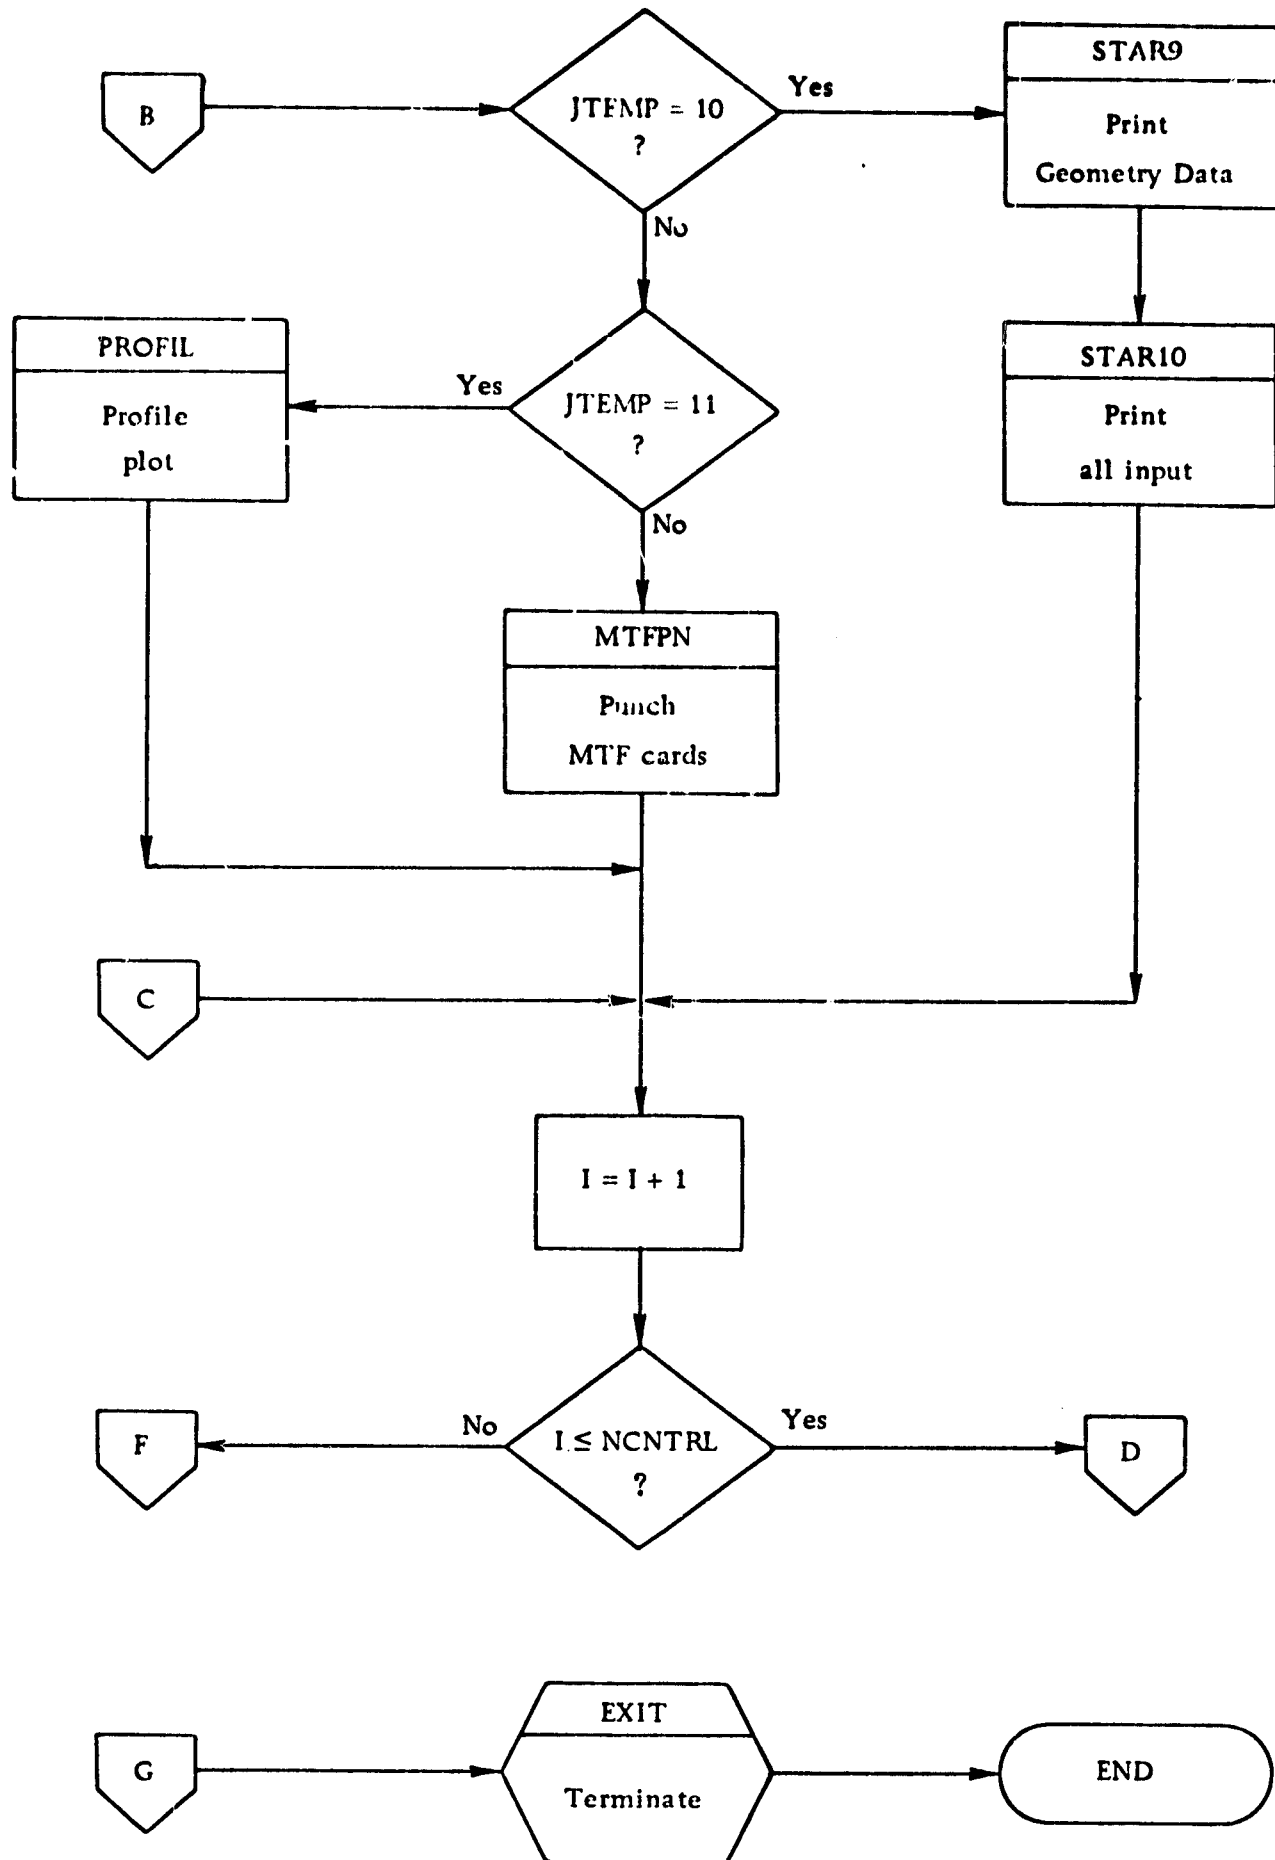 B
JTEMP = 10
?
Yes
No
STAR9
Print
Geometry Data
PROFIL
Profile
plot
Yes
JTEMP = 11
?
No
STAR10
Print
all input
MTFPN
Punch
MTF cards
C
I = I + 1
F
No
I ≤ NCNTRL
?
Yes
D
G
EXIT
Terminate
END